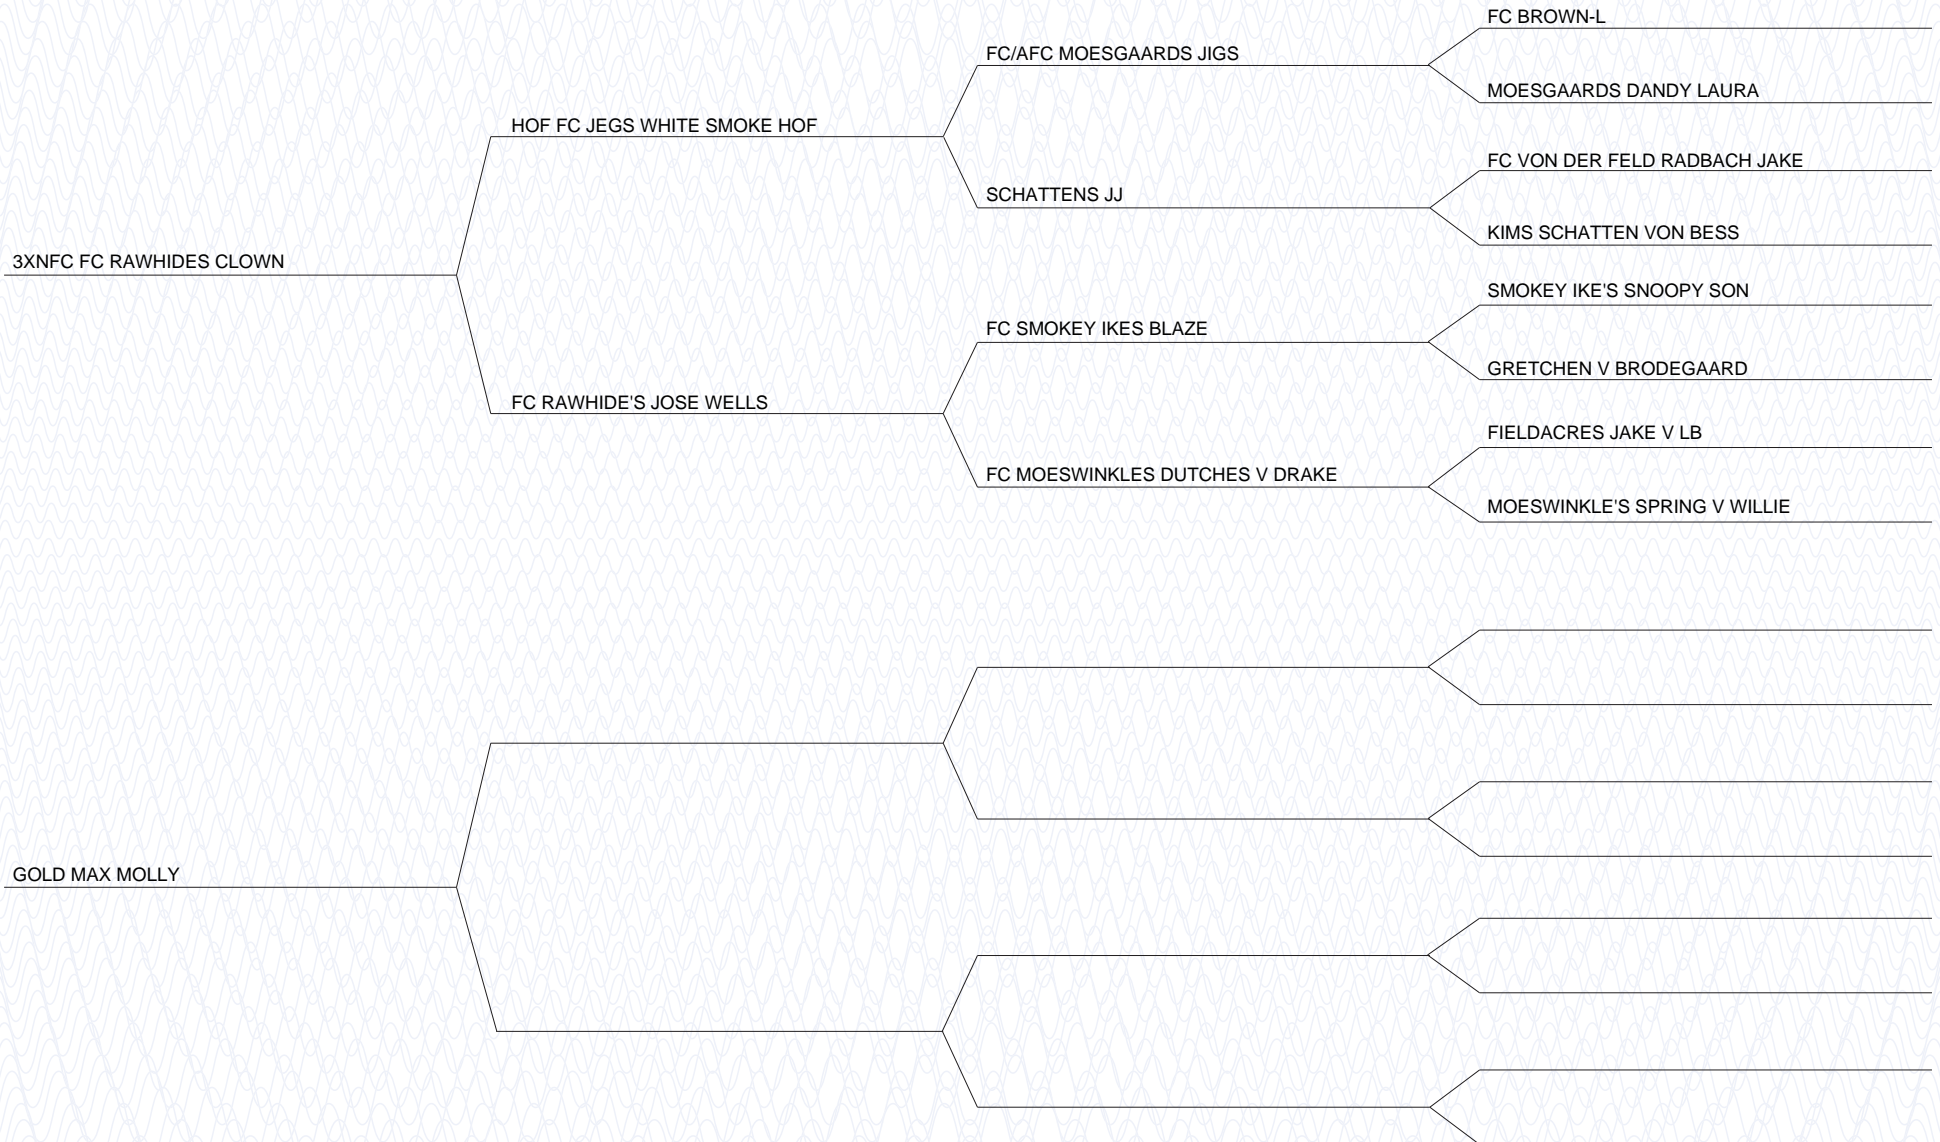 FC BROWN-L
FC/AFC MOESGAARDS JIGS
MOESGAARDS DANDY LAURA
HOF FC JEGS WHITE SMOKE HOF
FC VON DER FELD RADBACH JAKE
SCHATTENS JJ
KIMS SCHATTEN VON BESS
3XNFC FC RAWHIDES CLOWN
SMOKEY IKE'S SNOOPY SON
FC SMOKEY IKES BLAZE
GRETCHEN V BRODEGAARD
FC RAWHIDE'S JOSE WELLS
FIELDACRES JAKE V LB
FC MOESWINKLES DUTCHES V DRAKE
MOESWINKLE'S SPRING V WILLIE
GOLD MAX MOLLY